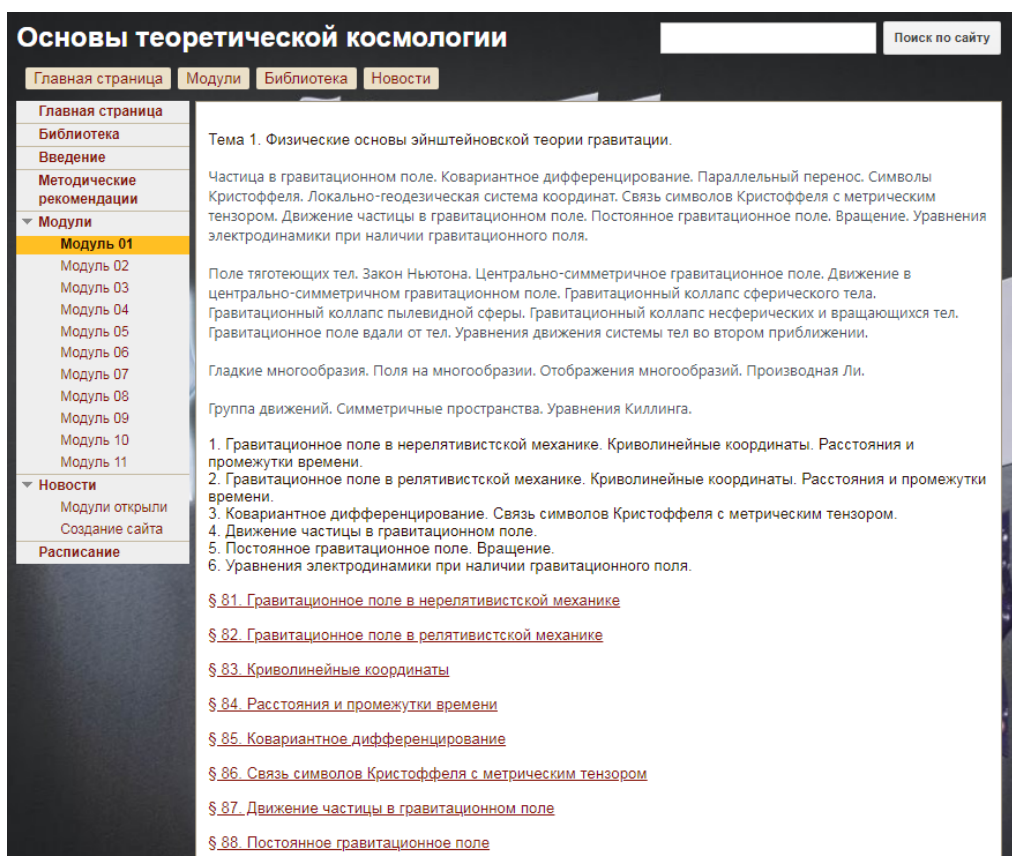 Основы теоретической космологии
Поиск по сайту
Главная страница
Модули
Библиотека
Новости
Главная страница
Библиотека
Введение
Методические
рекомендации
Модули
Модуль 01
Модуль 02
Модуль 03
Модуль 04
Модуль 05
Модуль 06
Модуль 07
Модуль 08
Модуль 09
Модуль 10
Модуль 11
Новости
Модули открыли
Создание сайта
Расписание
Тема 1. Физические основы эйнштейновской теории гравитации.
Частица в гравитационном поле. Ковариантное дифференцирование. Параллельный перенос. Символы
Кристоффеля. Локально-геодезическая система координат. Связь символов Кристоффеля с метрическим
тензором. Движение частицы в гравитационном поле. Постоянное гравитационное поле. Вращение. Уравнения
электродинамики при наличии гравитационного поля.
Поле тяготеющих тел. Закон Ньютона. Центрально-симметричное гравитационное поле. Движение в
центрально-симметричном гравитационном поле. Гравитационный коллапс сферического тела.
Гравитационный коллапс пылевидной сферы. Гравитационный коллапс несферических и вращающихся тел.
Гравитационное поле вдали от тел. Уравнения движения системы тел во втором приближении.
Гладкие многообразия. Поля на многообразии. Отображения многообразий. Производная Ли.
Группа движений. Симметричные пространства. Уравнения Киллинга.
1. Гравитационное поле в нерелятивистской механике. Криволинейные координаты. Расстояния и
промежутки времени.
2. Гравитационное поле в релятивистской механике. Криволинейные координаты. Расстояния и промежутки
времени.
3. Ковариантное дифференцирование. Связь символов Кристоффеля с метрическим тензором.
4. Движение частицы в гравитационном поле.
5. Постоянное гравитационное поле. Вращение.
6. Уравнения электродинамики при наличии гравитационного поля.
§ 81. Гравитационное поле в нерелятивистской механике
§ 82. Гравитационное поле в релятивистской механике
§ 83. Криволинейные координаты
§ 84. Расстояния и промежутки времени
§ 85. Ковариантное дифференцирование
§ 86. Связь символов Кристоффеля с метрическим тензором
§ 87. Движение частицы в гравитационном поле
§ 88. Постоянное гравитационное поле